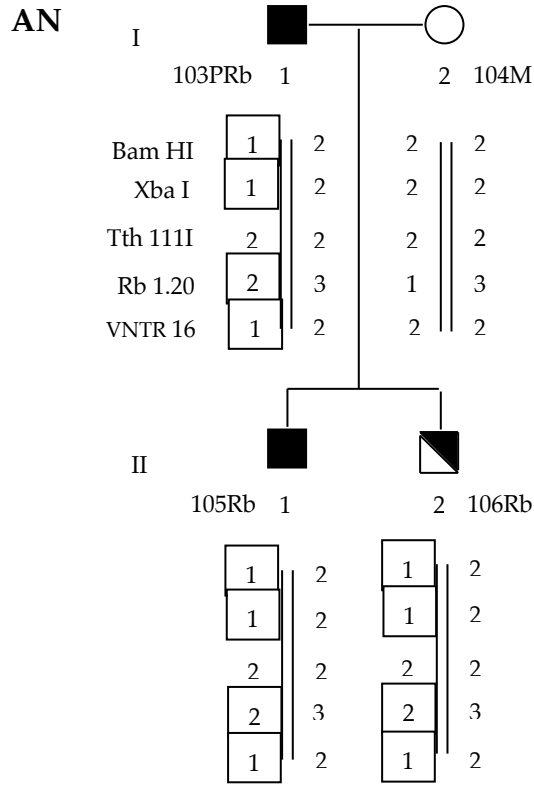 AN
I
103PRb 1 2 104M
Bam HI 1 2 2 2
Xba I 1 2 2 2
Tth 111I 2 2 2 2
Rb 1.20 2 3 1 3
VNTR 16 1 2 2 2
II
105Rb 1 2 106Rb
1 2 1 2
1 2 1 2
2 2 2 2
2 3 2 3
1 2 1 2